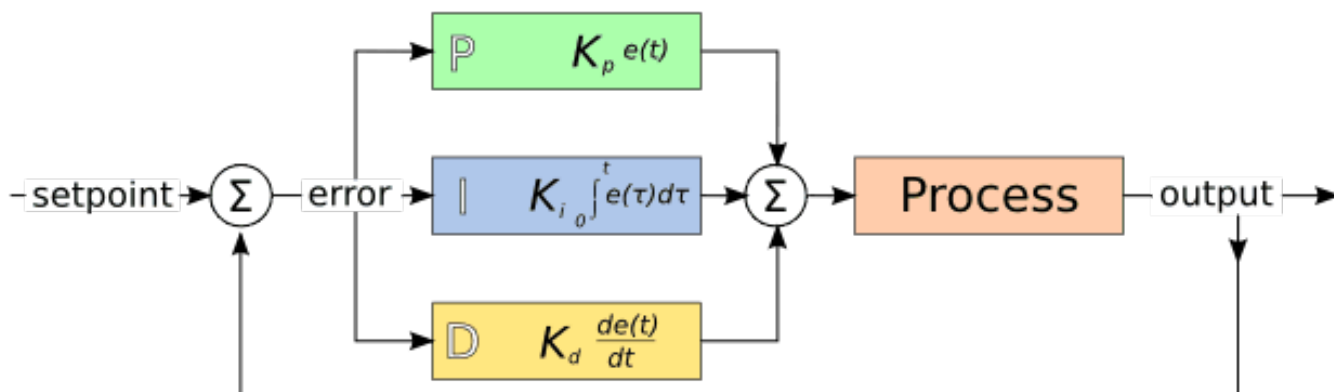 P K_p e(t)
setpoint Σ error I K_i ∫_0^t e(τ)dτ Σ Process output
D K_d de(t)/dt